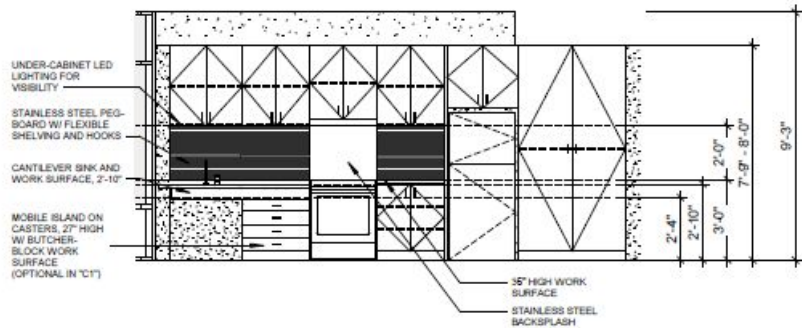 UNDER-CABINET LED
LIGHTING FOR
VISIBILITY
STAINLESS STEEL PEG-
BOARD W/ FLEXIBLE
SHELVING AND HOOKS
CANTILEVER SINK AND
WORK SURFACE, 2'-10"
MOBILE ISLAND ON
CASTERS, 27" HIGH
W/ BUTCHER-
BLOCK WORK
SURFACE
(OPTIONAL IN "C1")
36" HIGH WORK
SURFACE
STAINLESS STEEL
BACKSPLASH
2'-4"
2'-10"
3'-0"
2'-0"
7'-9" - 8'-0"
9'-3"